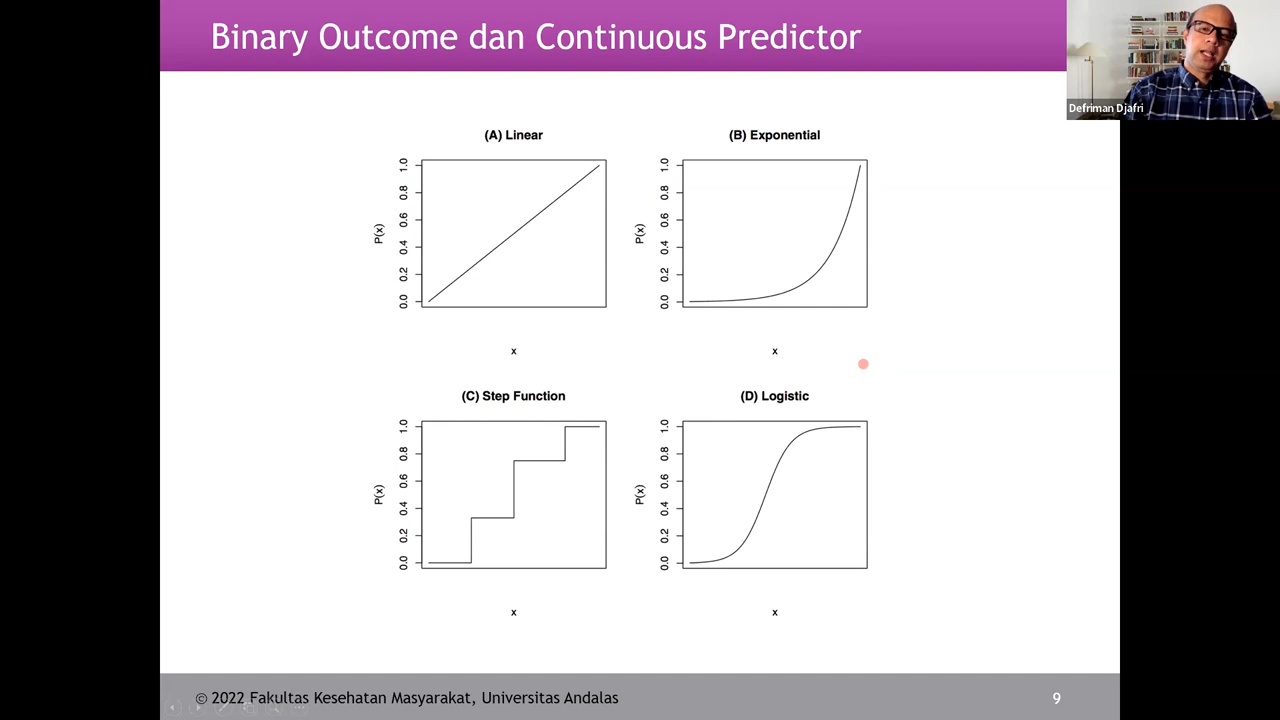 Binary Outcome dan Continuous Predictor
Defriman Djafri
(A) Linear
P(x)
1.0
0.8
0.6
0.4
0.2
0.0
x
(B) Exponential
P(x)
1.0
0.8
0.6
0.4
0.2
0.0
x
(C) Step Function
P(x)
1.0
0.8
0.6
0.4
0.2
0.0
x
(D) Logistic
P(x)
1.0
0.8
0.6
0.4
0.2
0.0
x
© 2022 Fakultas Kesehatan Masyarakat, Universitas Andalas
9